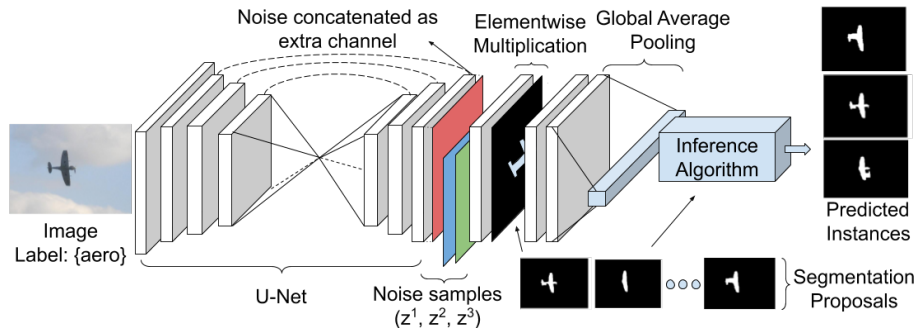 Noise concatenated as
extra channel
Elementwise
Multiplication
Global Average
Pooling
Inference
Algorithm
Image
Label: {aero}
U-Net
Noise samples
(z¹, z², z³)
Predicted
Instances
Segmentation
Proposals